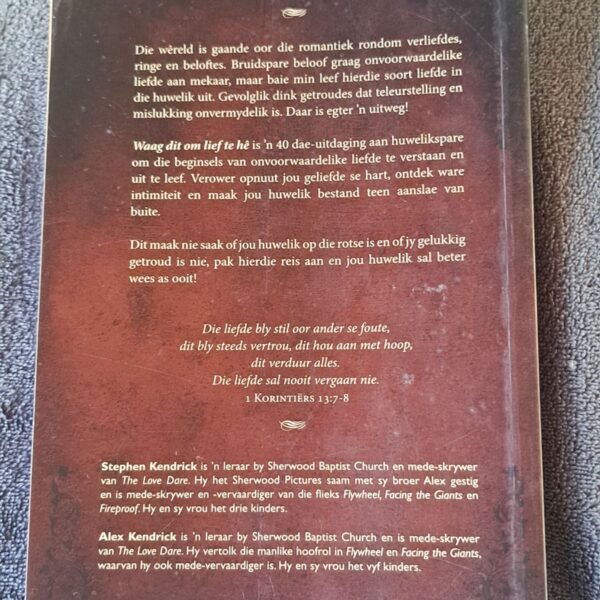 Die wêreld is gaande oor die romantiek rondom verliefdes,
ringe en beloftes. Bruidspare beloof graag onvoorwaardelike
liefde aan mekaar, maar baie min leef hierdie soort liefde in
die huwelik uit. Gevolglik dink getroudes dat teleurstelling en
mislukking onvermydelik is. Daar is egter 'n uitweg!
Waag dit om lief te hê is 'n 40 dae-uitdaging aan huwelikspare
om die beginsels van onvoorwaardelike liefde te verstaan en
uit te leef. Verower opnuut jou geliefde se hart, ontdek ware
intimiteit en maak jou huwelik bestand teen aanslae van
buite.
Dit maak nie saak of jou huwelik op die rotse is en of jy gelukkig
getroud is nie, pak hierdie reis aan en jou huwelik sal beter
wees as ooit!
Die liefde bly stil oor ander se foute,
dit bly steeds vertrou, dit hou aan met hoop,
dit verduur alles.
Die liefde sal nooit vergaan nie.
1 KORINTIËRS 13:7-8
Stephen Kendrick is 'n leraar by Sherwood Baptist Church en mede-skrywer
van The Love Dare. Hy het Sherwood Pictures saam met sy broer Alex gestig
en is mede-skrywer en -vervaardiger van die flieks Flywheel, Facing the Giants en
Fireproof. Hy en sy vrou het drie kinders.
Alex Kendrick is 'n leraar by Sherwood Baptist Church en is mede-skrywer
van The Love Dare. Hy vertolk die manlike hoofrol in Flywheel en Facing the Giants,
waarvan hy ook mede-vervaardiger is. Hy en sy vrou het vyf kinders.